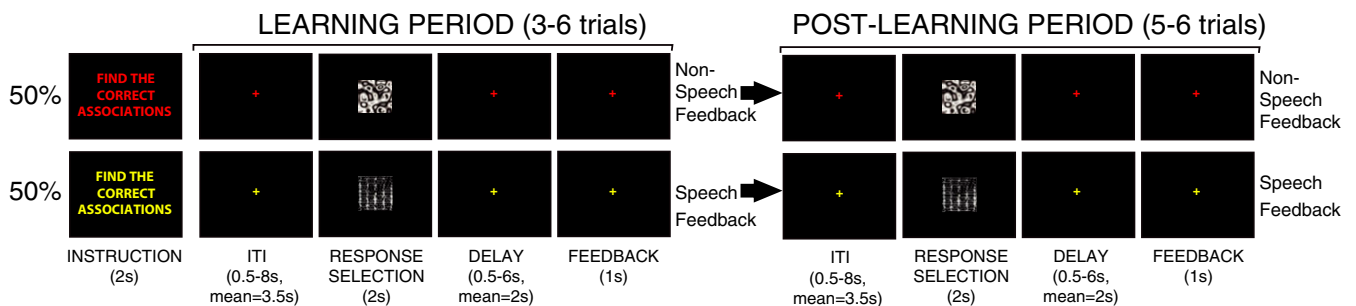 LEARNING PERIOD (3-6 trials)
POST-LEARNING PERIOD (5-6 trials)
50%
FIND THE
CORRECT
ASSOCIATIONS
+
+
+
Non-
Speech
Feedback
+
+
+
Non-
Speech
Feedback
50%
FIND THE
CORRECT
ASSOCIATIONS
+
+
+
Speech
Feedback
+
+
+
Speech
Feedback
INSTRUCTION
(2s)
ITI
(0.5-8s,
mean=3.5s)
RESPONSE
SELECTION
(2s)
DELAY
(0.5-6s,
mean=2s)
FEEDBACK
(1s)
ITI
(0.5-8s,
mean=3.5s)
RESPONSE
SELECTION
(2s)
DELAY
(0.5-6s,
mean=2s)
FEEDBACK
(1s)